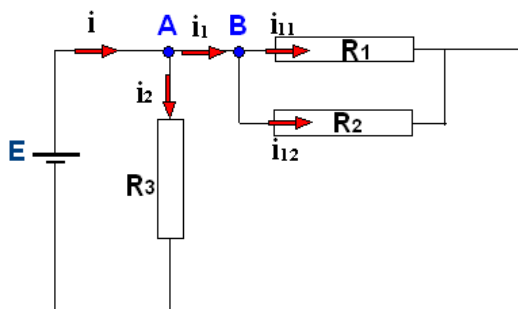 i A i₁ B i₁₁
R₁
i₂
R₂
E
i₁₂
R₃